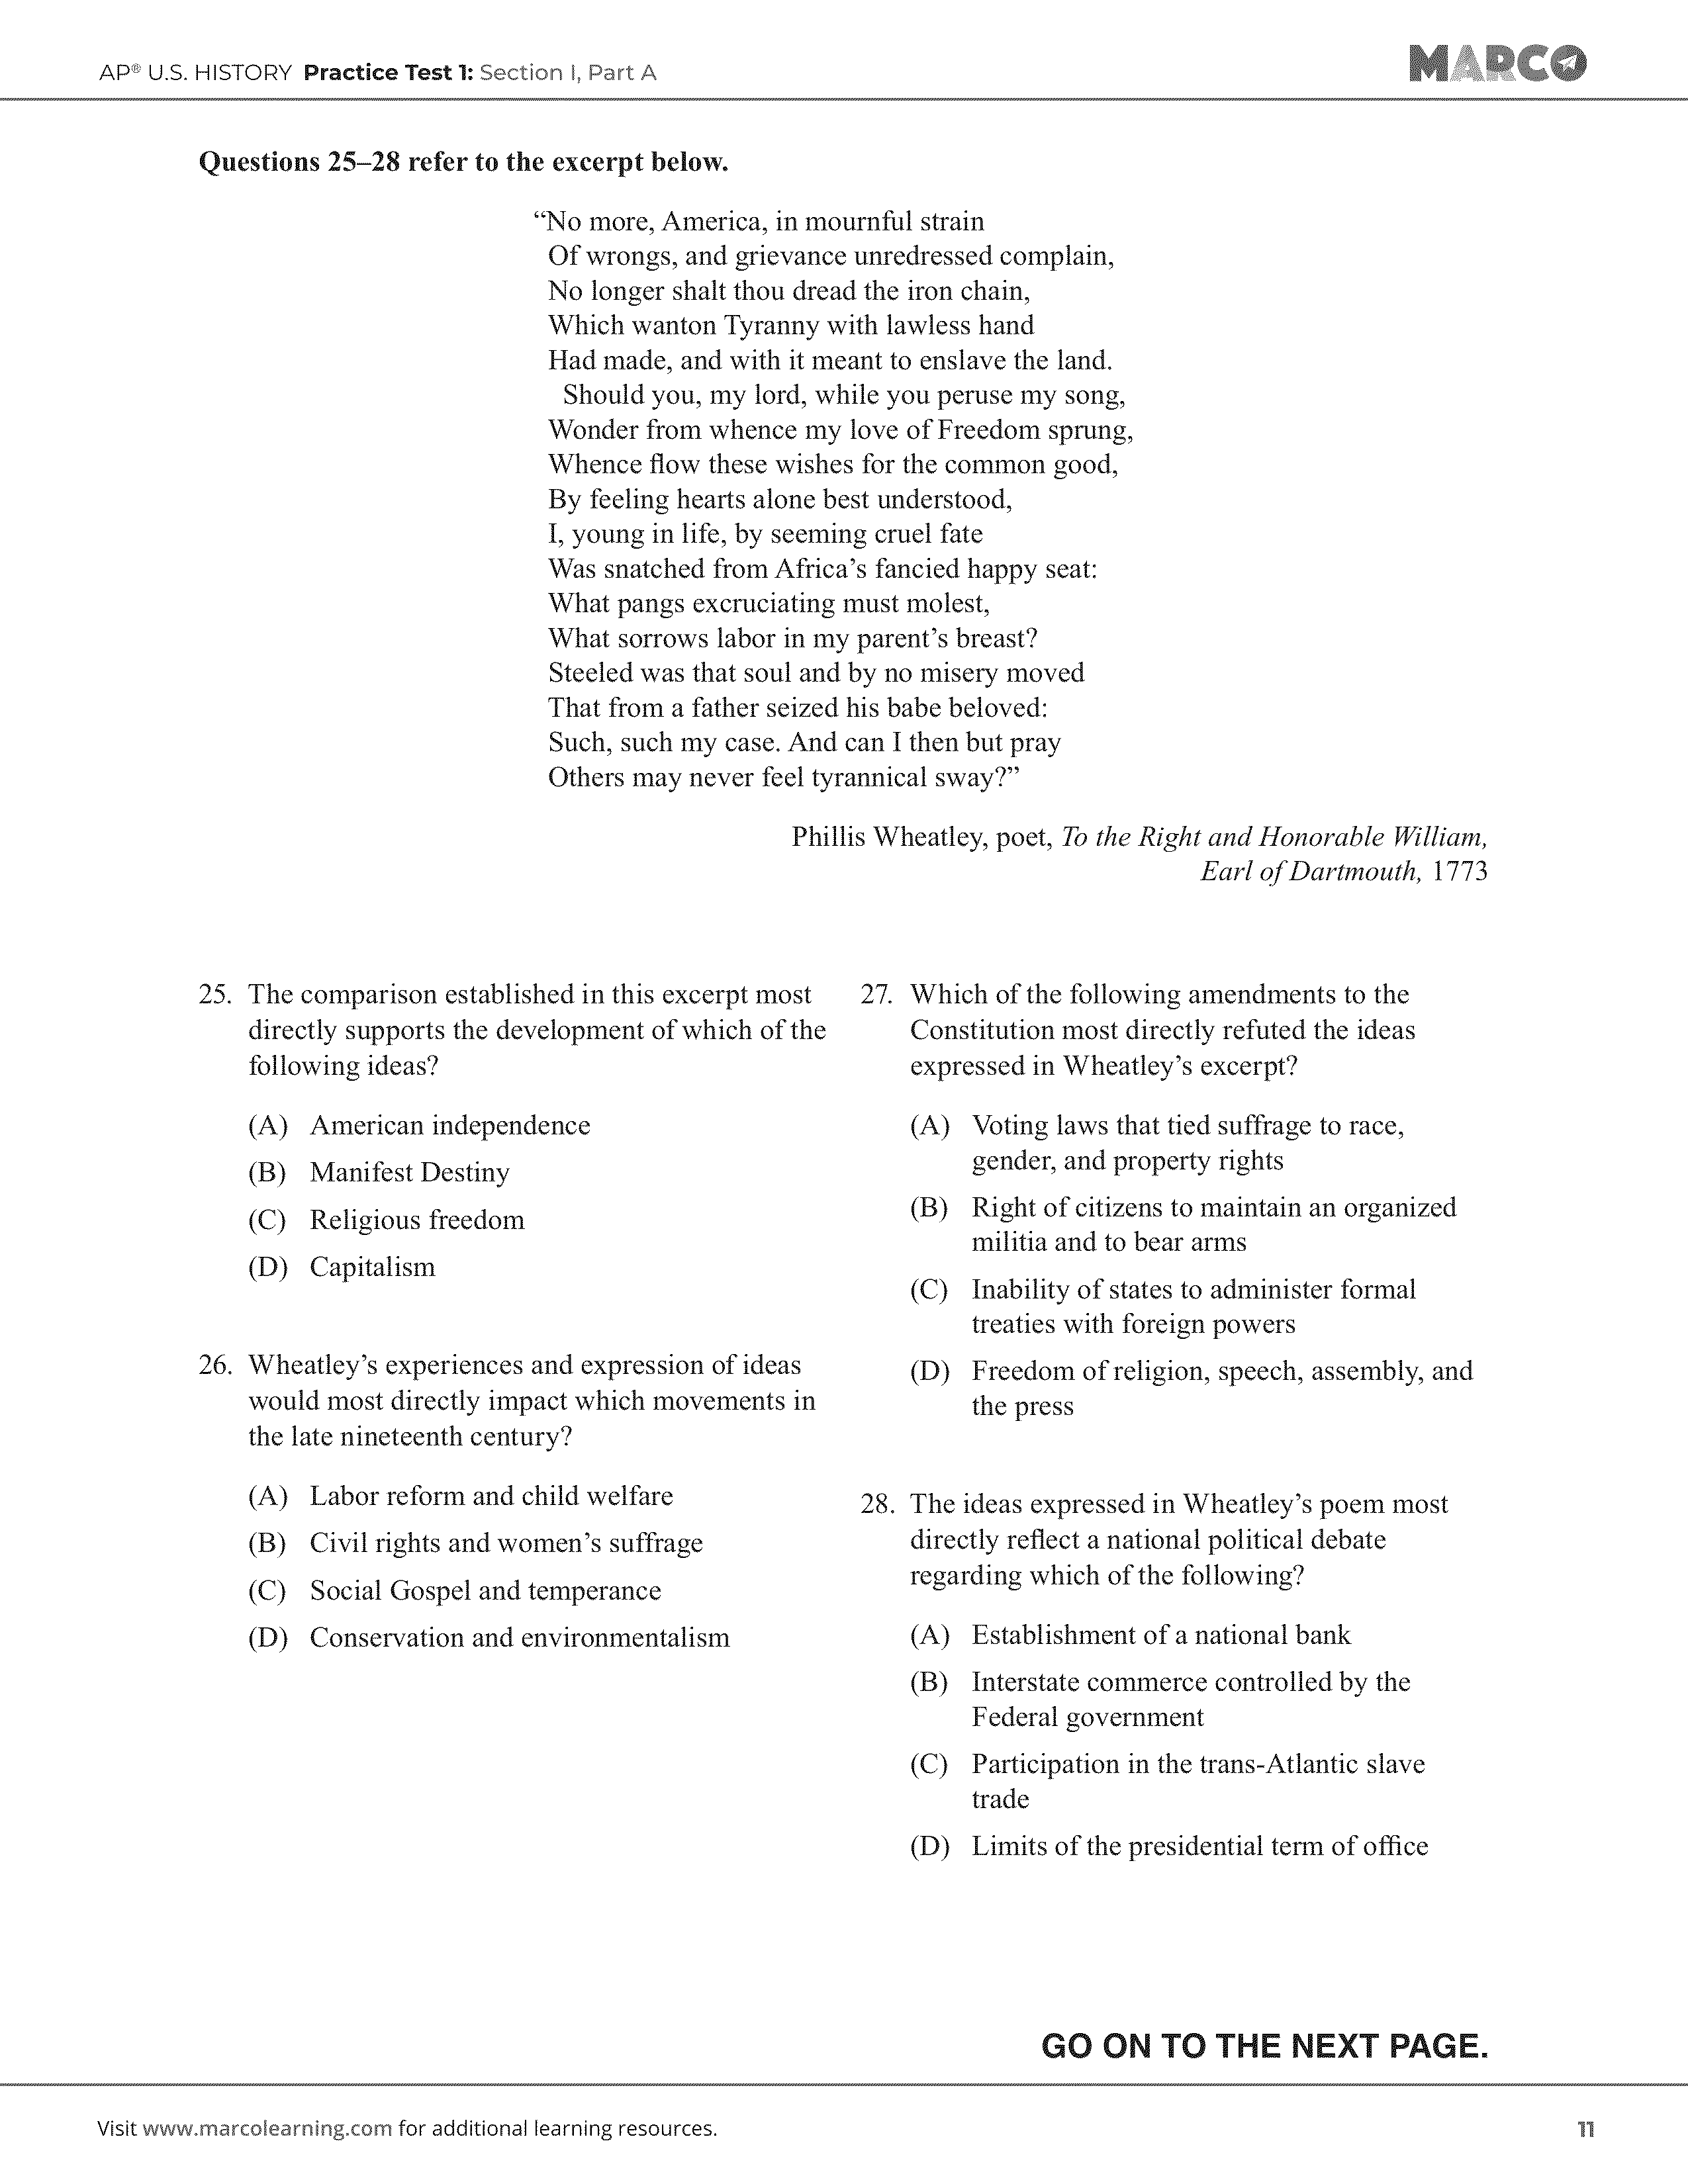 AP® U.S. HISTORY Practice Test 1: Section I, Part A
MARCO
Questions 25–28 refer to the excerpt below.
“No more, America, in mournful strain
Of wrongs, and grievance unredressed complain,
No longer shalt thou dread the iron chain,
Which wanton Tyranny with lawless hand
Had made, and with it meant to enslave the land.
Should you, my lord, while you peruse my song,
Wonder from whence my love of Freedom sprung,
Whence flow these wishes for the common good,
By feeling hearts alone best understood,
I, young in life, by seeming cruel fate
Was snatched from Africa’s fancied happy seat:
What pangs excruciating must molest,
What sorrows labor in my parent’s breast?
Steeled was that soul and by no misery moved
That from a father seized his babe beloved:
Such, such my case. And can I then but pray
Others may never feel tyrannical sway?”
Phillis Wheatley, poet, To the Right and Honorable William,
Earl of Dartmouth, 1773
25. The comparison established in this excerpt most
directly supports the development of which of the
following ideas?
(A) American independence
(B) Manifest Destiny
(C) Religious freedom
(D) Capitalism
26. Wheatley’s experiences and expression of ideas
would most directly impact which movements in
the late nineteenth century?
(A) Labor reform and child welfare
(B) Civil rights and women’s suffrage
(C) Social Gospel and temperance
(D) Conservation and environmentalism
27. Which of the following amendments to the
Constitution most directly refuted the ideas
expressed in Wheatley’s excerpt?
(A) Voting laws that tied suffrage to race,
gender, and property rights
(B) Right of citizens to maintain an organized
militia and to bear arms
(C) Inability of states to administer formal
treaties with foreign powers
(D) Freedom of religion, speech, assembly, and
the press
28. The ideas expressed in Wheatley’s poem most
directly reflect a national political debate
regarding which of the following?
(A) Establishment of a national bank
(B) Interstate commerce controlled by the
Federal government
(C) Participation in the trans-Atlantic slave
trade
(D) Limits of the presidential term of office
GO ON TO THE NEXT PAGE.
Visit www.marcolearning.com for additional learning resources.
11